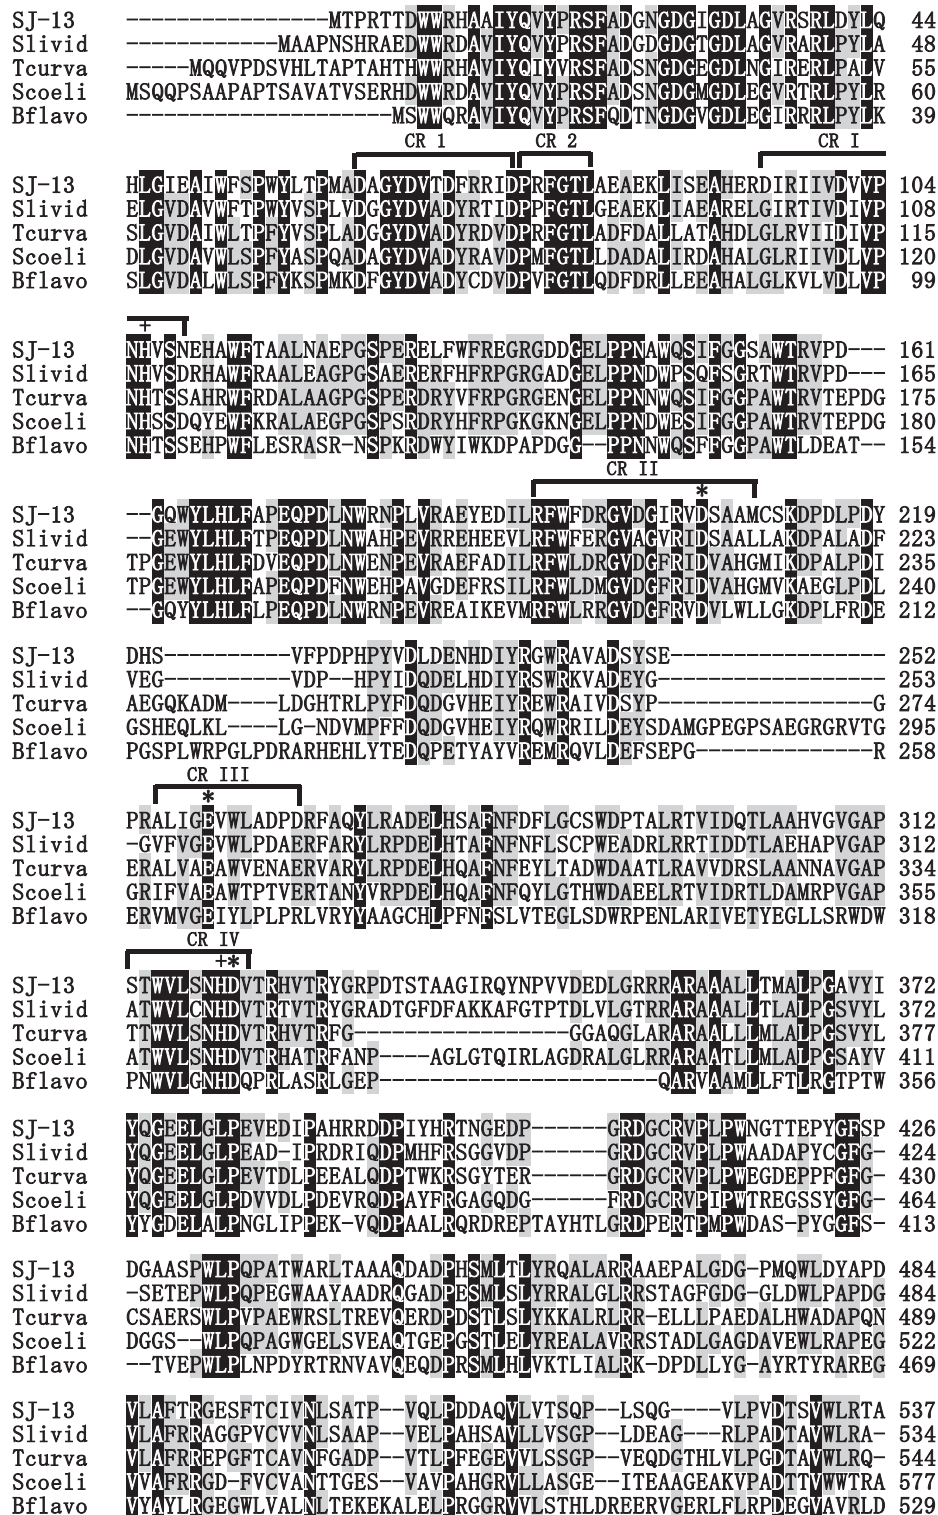 SJ-13 ----------------MTPRTTDWWRHAAIYQVYPRSFADGNGDGIGDLAGVRSRLDYLQ 44
Slivid ------------MAAPNSHRAEDWWRDAVIYQVYPRSFADGDGDGTGDLAGVRARLPYLA 48
Tcurva -----MQQVPDSVHLTAPTAHTHWWRHAVIYQIYVRSFADSNGDGEGDLNGIRERLPALV 55
Scoeli MSQQPSAAPAPTSAVATVSERHDWWRDAVIYQVYPRSFADSNGDGMGDLEGVRTRLPYLR 60
Bflavo ---------------------MSWWQRAVIYQVYPRSFQDTNGDGVGDLEGIRRRLPYLK 39
CR 1 CR 2 CR I
SJ-13 HLGIEAIWFSPWYLTPMADAGYDVTDFRRIDPRFGTLAEAEKLISEAHERDIRIIVDVVP 104
Slivid ELGVDAVWFTPWYVSPLVDGGYDVADYRTIDPPFGTLGEAEKLIAEARELGIRTIVDIVP 108
Tcurva SLGVDAIWLTPFYVSPLADGGYDVADYRDVDPRFGTLADFDALLATAHDLGLRVIIDIVP 115
Scoeli DLGVDAVWLSPFYASPQADAGYDVADYRAVDPMFGTLLDADALIRDAHALGLRIIVDLVP 120
Bflavo SLGVDAIWLSPFYKSPMKDFGYDVADYCDVDPVFGTLQDFDRLLEEAHALGLKVLVDLVP 99
+
SJ-13 NHVSNEHAWFTAALNAEPGSPERELFWFREGRGDDGELPPNAWQSIFGGSAWTRVPD--- 161
Slivid NHVSDRHAWFRAALEAGPGSAERERFHFRPGRGADGELPPNDWPSQFSGRTWTRVPD--- 165
Tcurva NHTSSAHRWFRDALAAGPGSPERDRYVFRPGRGENGELPPNNWQSIFGGPAWTRVTEPDG 175
Scoeli NHSSDQYEWFKRALAEGPGSPSRDRYHFRPGKGKNGELPPNDWESIFGGPAWTRVTEPDG 180
Bflavo NHTSSEHPWFLESRASR-NSPKRDWYIWKDPAPDGG--PPNNWQSFFGGPAWTLDEAT-- 154
CR II
*
SJ-13 --GQWYLHLFAPEQPDLNWRNPLVRAEYEDILRFWFDRGVDGIRVDSAAMCSKDPDLPDY 219
Slivid --GEWYLHLFTPEQPDLNWAHPEVRREHEEVLRFWFERGVAGVRIDSAALLAKDPALADF 223
Tcurva TPGEWYLHLFDVEQPDLNWENPEVRAEFADILRFWLDRGVDGFRIDVAHGMIKDPALPDI 235
Scoeli TPGEWYLHLFAPEQPDFNWEHPAVGDEFRSILRFWLDMGVDGFRIDVAHGMVKAEGLPDL 240
Bflavo --GQYYLHLFLPEQPDLNWRNPEVREAIKEVMRFWLRRGVDGFRVDVLWLLGKDPLFRDE 212
SJ-13 DHS----------VFPDPHPYVDLDENHDIYRGWRAVADSYSE----------------- 252
Slivid VEG----------VDP--HPYIDQDELHDIYRSWRKVADEYG------------------ 253
Tcurva AEGQKADM----LDGHTRLPYFDQDGVHEIYREWRAIVDSYP-----------------G 274
Scoeli GSHEQLKL----LG-NDVMPFFDQDGVHEIYRQWRRILDEYSDAMGPEGPSAEGRGRVTG 295
Bflavo PGSPLWRPGLPDRARHEHLYTEDQPETYAYVREMRQVLDEFSEPG--------------R 258
CR III
*
SJ-13 PRALIGEVWLADPDRFAQYLRADELHSAFNFDFLGCSWDPTALRTVIDQTLAAHVGVGAP 312
Slivid -GVFVGEVWLPDAERFARYLRPDELHTAFNFNFLSCPWEADRLRRTIDDTLAEHAPVGAP 312
Tcurva ERALVAEAWVENAERVARYLRPDELHQAFNFEYLTADWDAATLRAVVDRSLAANNAVGAP 334
Scoeli GRIFVAEAWTPTVERTANYVRPDELHQAFNFQYLGTHWDAEELRTVIDRTLDAMRPVGAP 355
Bflavo ERVMVGEIYLPLPRLVRYYAAGCHLPFNFSLVTEGLSDWRPENLARIVETYEGLLSRWDW 318
CR IV
+*
SJ-13 STWVLSNHDVTRHVTRYGRPDTSTAAGIRQYNPVVDEDLGRRRARAAALLTMALPGAVYI 372
Slivid ATWVLCNHDVTRTVTRYGRADTGFDFAKKAFGTPTDLVLGTRRARAAALLTLALPGSVYL 372
Tcurva TTWVLSNHDVTRHVTRFG-----------------GGAQGLARARAALLLMLALPGSVYL 377
Scoeli ATWVLSNHDVTRHATRFANP----AGLGTQIRLAGDRALGLRRARAATLLMLALPGSAYV 411
Bflavo PNWVLGNHDQPRLASRLGEP----------------------QARVAAMLLFTLRGTPTW 356
SJ-13 YQGEELGLPEVEDIPAHRRDDPIYHRTNGEDP------GRDGCRVPLPWNGTTEPYGFSP 426
Slivid YQGEELGLPEAD-IPRDRIQDPMHFRSGGVDP------GRDGCRVPLPWAADAPYCGFG- 424
Tcurva YQGEELGLPEVTDLPEEALQDPTWKRSGYTER------GRDGCRVPLPWEGDEPPFGFG- 430
Scoeli YQGEELGLPDVVDLPDEVRQDPAYFRGAGQDG------FRDGCRVPIPWTREGSSYGFG- 464
Bflavo YYGDELALPNGLIPPEK-VQDPAALRQRDREPTAYHTLGRDPERTPMPWDAS-PYGGFS- 413
SJ-13 DGAASPWLPQPATWARLTAAAQDADPHSMLTLYRQALARRAAEPALGDG-PMQWLDYAPD 484
Slivid -SETEPWLPQPEGWAAYAADRQGADPESMLSLYRRALGLRRSTAGFGDG-GLDWLPAPDG 484
Tcurva CSAERSWLPVPAEWRSLTREVQERDPDSTLSLYKKALRLRR-ELLLPAEDALHWADAPQN 489
Scoeli DGGS--WLPQPAGWGELSVEAQTGEPGSTLELYREALAVRRSTADLGAGDAVEWLRAPEG 522
Bflavo --TVEPWLPLNPDYRTRNVAVQEQDPRSMLHLVKTLIALRK-DPDLLYG-AYRTYRAREG 469
SJ-13 VLAFTRGESFTCIVNLSATP--VQLPDDAQVLVTSQP--LSQG---VLPVDTSVWLRTA 537
Slivid VLAFRRAGGPVCVVNLSAAP--VELPAHSAVLLVSGP--LDEAG---RLPADTAVWLRA- 534
Tcurva VLAFRREPGFTCAVNFGADP--VTLPFEGEVVLSSGP--VEQDGTHLVLPGDTAVWLRQ- 544
Scoeli VVAFRRGD-FVCVANTTGES--VAVPAHGRVLLASGE--ITEAAGEAKVPADTTVWWTRA 577
Bflavo VYAYLRGEGWLVALNLTEKEKALELPRGGRVVLSTHLDREERVGERLFLRPDEGVAVRLD 529